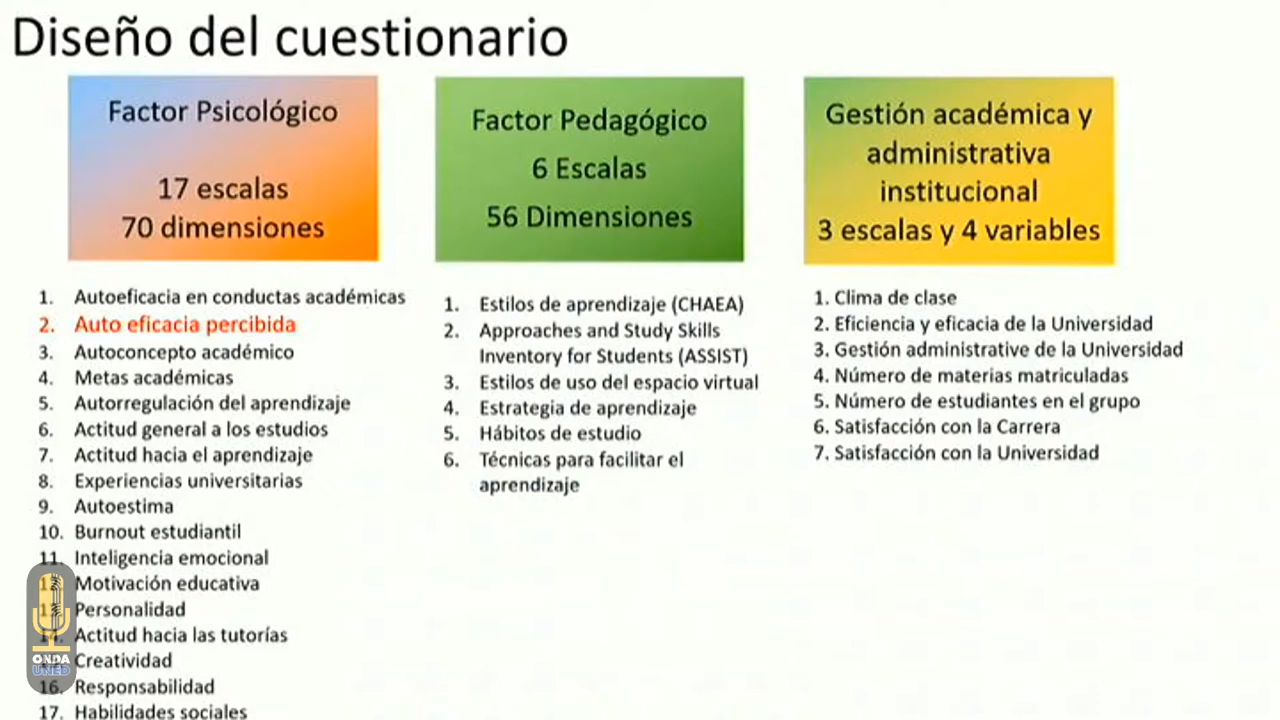 Diseño del cuestionario
Factor Psicológico
17 escalas
70 dimensiones
Factor Pedagógico
6 Escalas
56 Dimensiones
Gestión académica y
administrativa
institucional
3 escalas y 4 variables
1. Autoeficacia en conductas académicas
2. Auto eficacia percibida
3. Autoconcepto académico
4. Metas académicas
5. Autorregulación del aprendizaje
6. Actitud general a los estudios
7. Actitud hacia el aprendizaje
8. Experiencias universitarias
9. Autoestima
10. Burnout estudiantil
11. Inteligencia emocional
12. Motivación educativa
13. Personalidad
14. Actitud hacia las tutorías
Creatividad
16. Responsabilidad
17. Habilidades sociales
1. Estilos de aprendizaje (CHAEA)
2. Approaches and Study Skills
Inventory for Students (ASSIST)
3. Estilos de uso del espacio virtual
4. Estrategia de aprendizaje
5. Hábitos de estudio
6. Técnicas para facilitar el
aprendizaje
1. Clima de clase
2. Eficiencia y eficacia de la Universidad
3. Gestión administrative de la Universidad
4. Número de materias matriculadas
5. Número de estudiantes en el grupo
6. Satisfacción con la Carrera
7. Satisfacción con la Universidad
ONDA
UNED